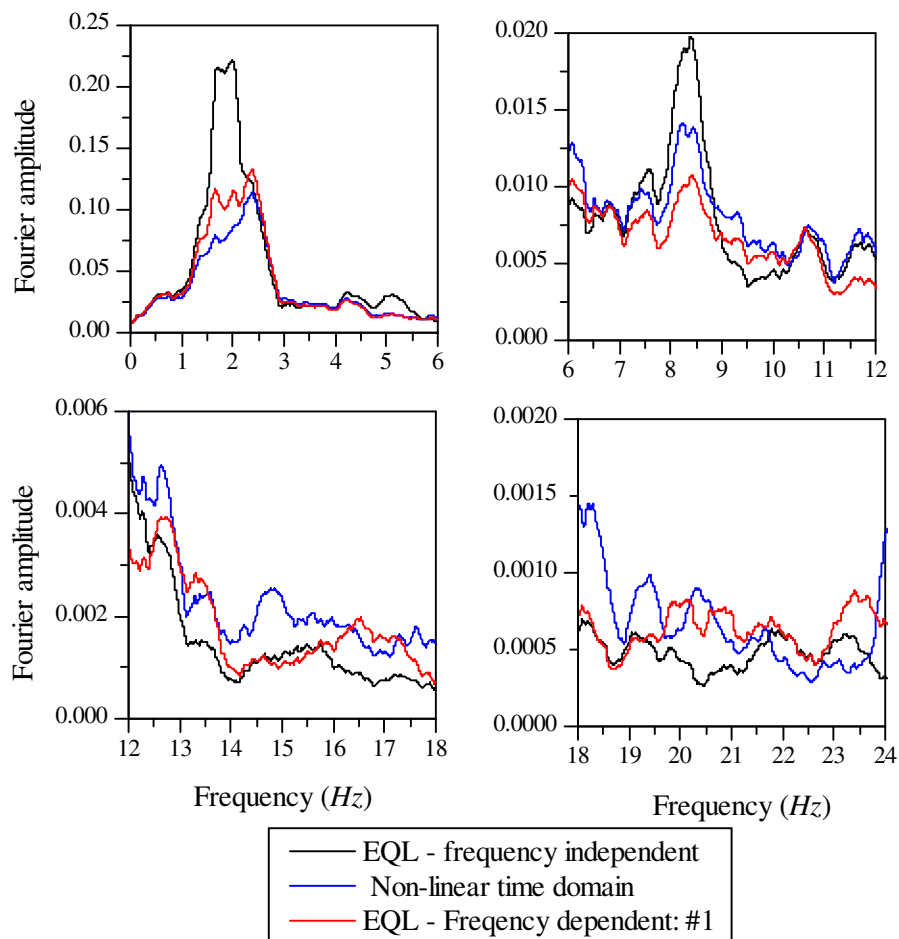 0.25
0.20
0.15
0.10
0.05
0.00
Fourier amplitude
0 1 2 3 4 5 6
0.020
0.015
0.010
0.005
0.000
6 7 8 9 10 11 12
0.006
0.004
0.002
0.000
Fourier amplitude
12 13 14 15 16 17 18
Frequency (Hz)
0.0020
0.0015
0.0010
0.0005
0.0000
18 19 20 21 22 23 24
Frequency (Hz)
EQL - frequency independent
Non-linear time domain
EQL - Freqency dependent: #1